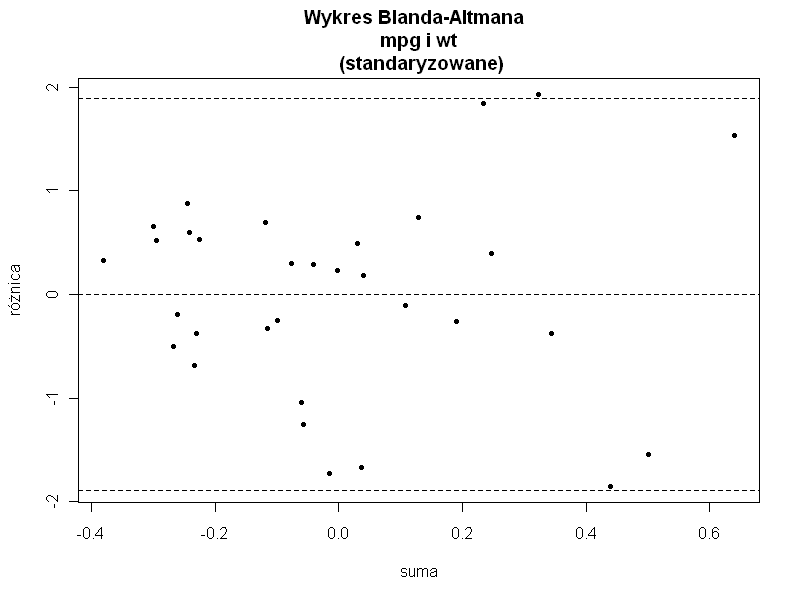 Wykres Blanda-Altmana
mpg i wt
(standaryzowane)
2
1
0
-1
-2
różnica
-0.4
-0.2
0.0
0.2
0.4
0.6
suma